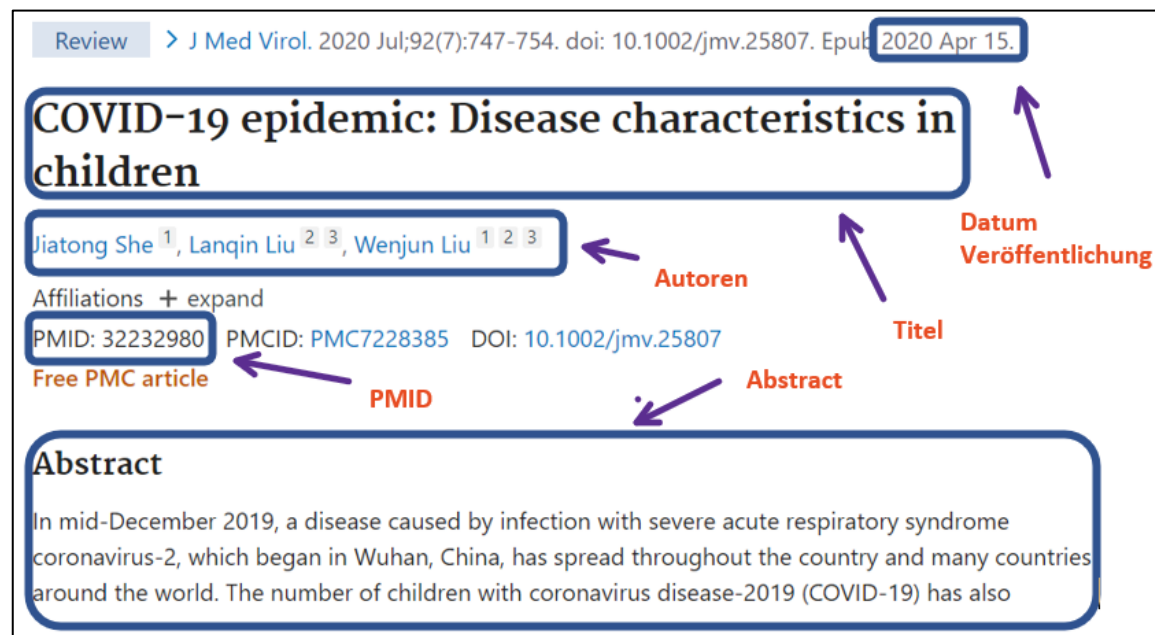 Review > J Med Virol. 2020 Jul;92(7):747-754. doi: 10.1002/jmv.25807. Epub 2020 Apr 15.
COVID-19 epidemic: Disease characteristics in
children
Jiatong She 1, Lanqin Liu 2 3, Wenjun Liu 1 2 3
Datum
Veröffentlichung
Autoren
Affiliations + expand
PMID: 32232980 PMCID: PMC7228385 DOI: 10.1002/jmv.25807
Titel
Free PMC article
Abstract
PMID
Abstract
In mid-December 2019, a disease caused by infection with severe acute respiratory syndrome
coronavirus-2, which began in Wuhan, China, has spread throughout the country and many countries
around the world. The number of children with coronavirus disease-2019 (COVID-19) has also